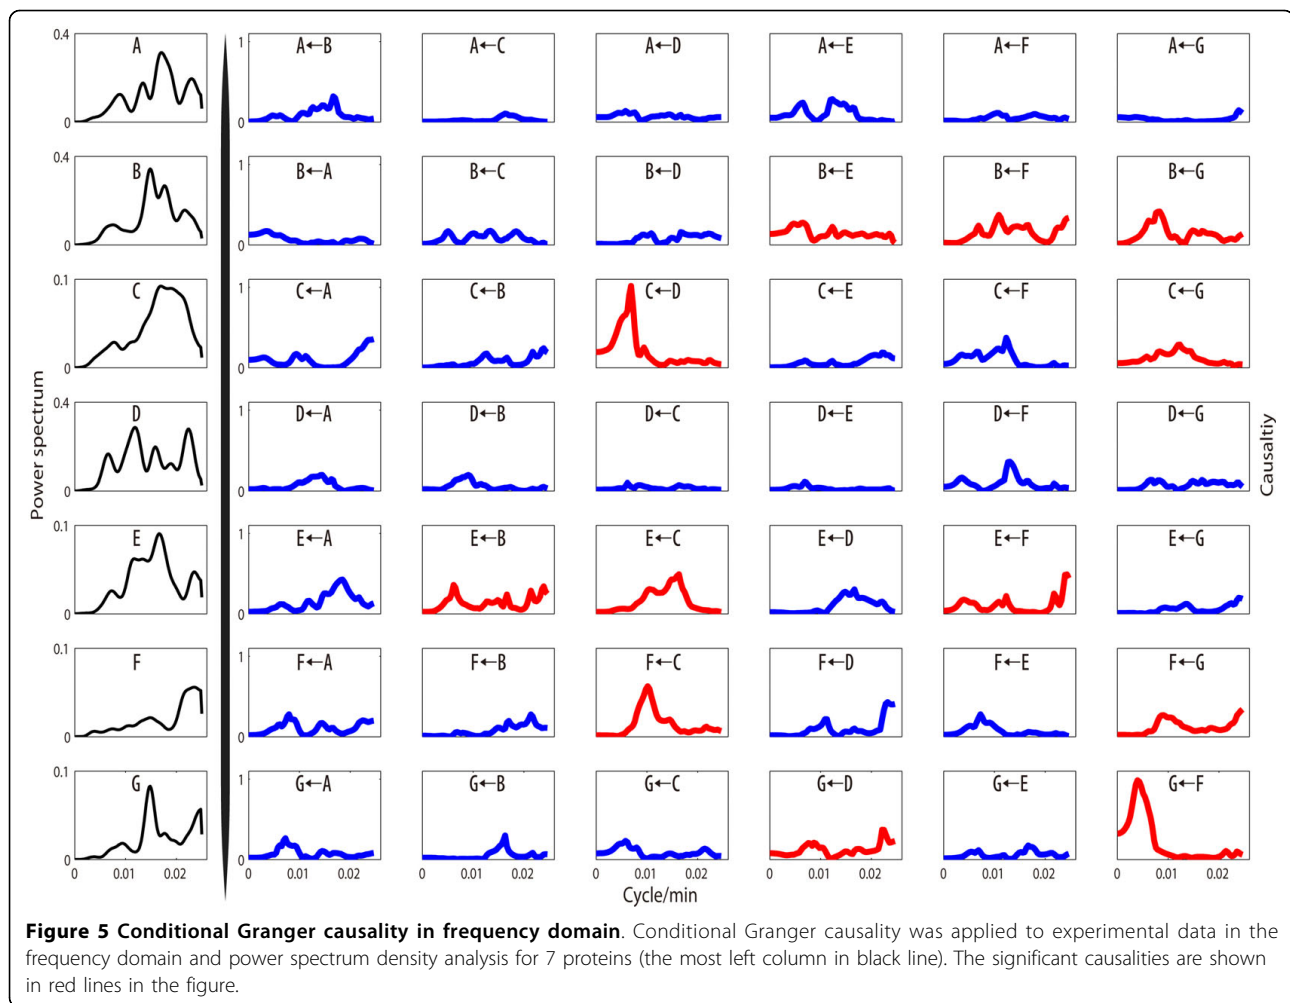 0.4 A 0 1 A←B 0 A←C A←D A←E A←F A←G
0.4 B 0 1 B←A 0 B←C B←D B←E B←F B←G
0.1 C 0 1 C←A 0 C←B C←D C←E C←F C←G
0.4 D 0 1 D←A 0 D←B D←C D←E D←F D←G
0.1 E 0 1 E←A 0 E←B E←C E←D E←F E←G
0.1 F 0 1 F←A 0 F←B F←C F←D F←E F←G
0.1 G 0 1 G←A 0 G←B G←C G←D G←E G←F
0 0.01 0.02 0 0.01 0.02 0.01 0.02 0.01 0.02 0.01 0.02 0.01 0.02 0.01 0.02
Power spectrum
Causaltiy
Cycle/min
Figure 5 Conditional Granger causality in frequency domain. Conditional Granger causality was applied to experimental data in the
frequency domain and power spectrum density analysis for 7 proteins (the most left column in black line). The significant causalities are shown
in red lines in the figure.